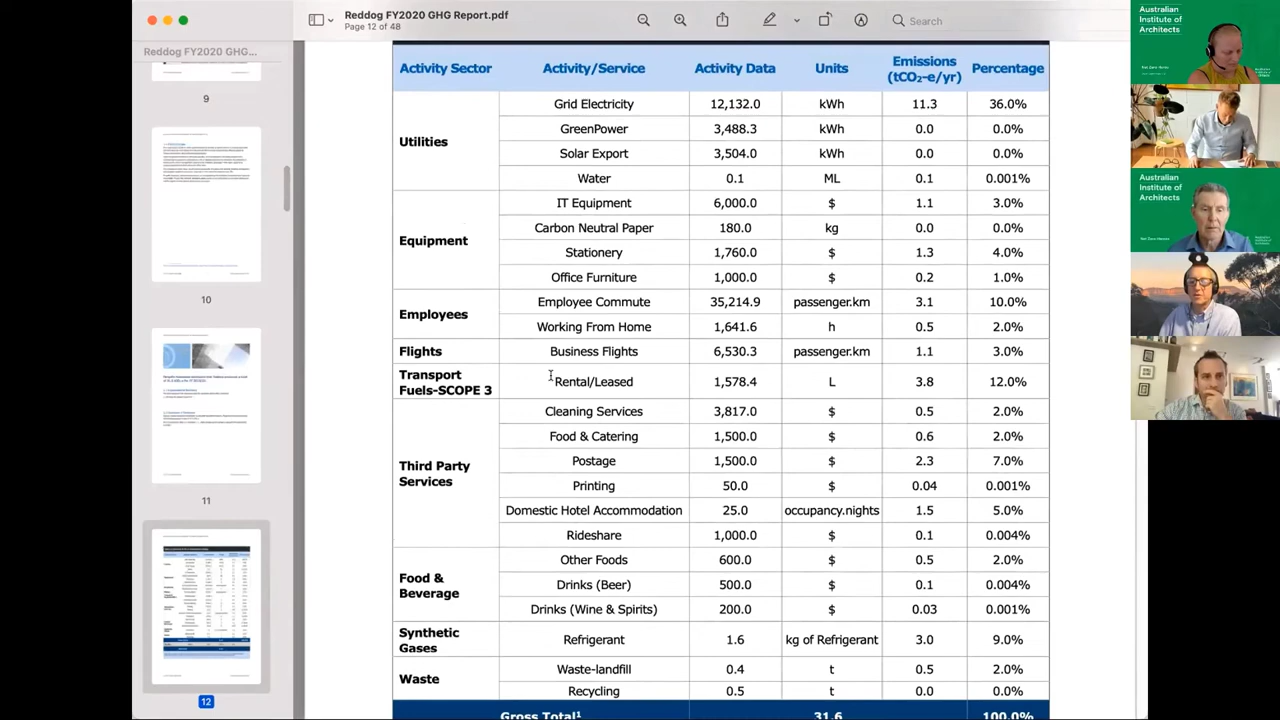 Reddog FY2020 GHG Report.pdf
Page 12 of 48
Search
Reddog FY2020 GHG...
9
10
11
12
Activity Sector Activity/Service Activity Data Units Emissions (tCO₂-e/yr) Percentage
Utilities
Grid Electricity 12,132.0 kWh 11.3 36.0%
GreenPower 3,488.3 kWh 0.0 0.0%
Solar Export 3,504.0 kWh 0.0 0.0%
Water 0.1 ML 0.1 0.001%
Equipment
IT Equipment 6,000.0 $ 1.1 3.0%
Carbon Neutral Paper 180.0 kg 0.0 0.0%
Stationary 7,760.0 $ 1.3 4.0%
Office Furniture 1,000.0 $ 0.2 1.0%
Employees
Employee Commute 35,214.9 passenger.km 3.1 10.0%
Working From Home 1,641.6 h 0.5 2.0%
Flights Business Flights 6,530.3 passenger.km 1.1 3.0%
Transport
Fuels-SCOPE 3
Rental/Lease 1,578.4 L 3.8 12.0%
Third Party
Services
Cleaning Services 2,817.0 $ 0.5 2.0%
Food & Catering 1,500.0 $ 0.6 2.0%
Postage 1,500.0 $ 2.3 7.0%
Printing 50.0 $ 0.04 0.001%
Domestic Hotel Accommodation 25.0 occupancy.nights 1.5 5.0%
Rideshare 1,000.0 $ 0.1 0.004%
Food &
Beverage
Other Foods 600.0 $ 0.5 2.0%
Drinks (Beer) 500.0 $ 0.1 0.004%
Drinks (Wine & Spirits) 200.0 $ 0.03 0.001%
Synthetic
Gases
Refrigerant 1.6 kg of Refrigerant 2.8 9.0%
Waste
Waste-landfill 0.4 t 0.5 2.0%
Recycling 0.5 t 0.0 0.0%
Gross Total¹ 31.6 100.0%
Australian
Institute of
Architects
Australian
Institute of
Architects